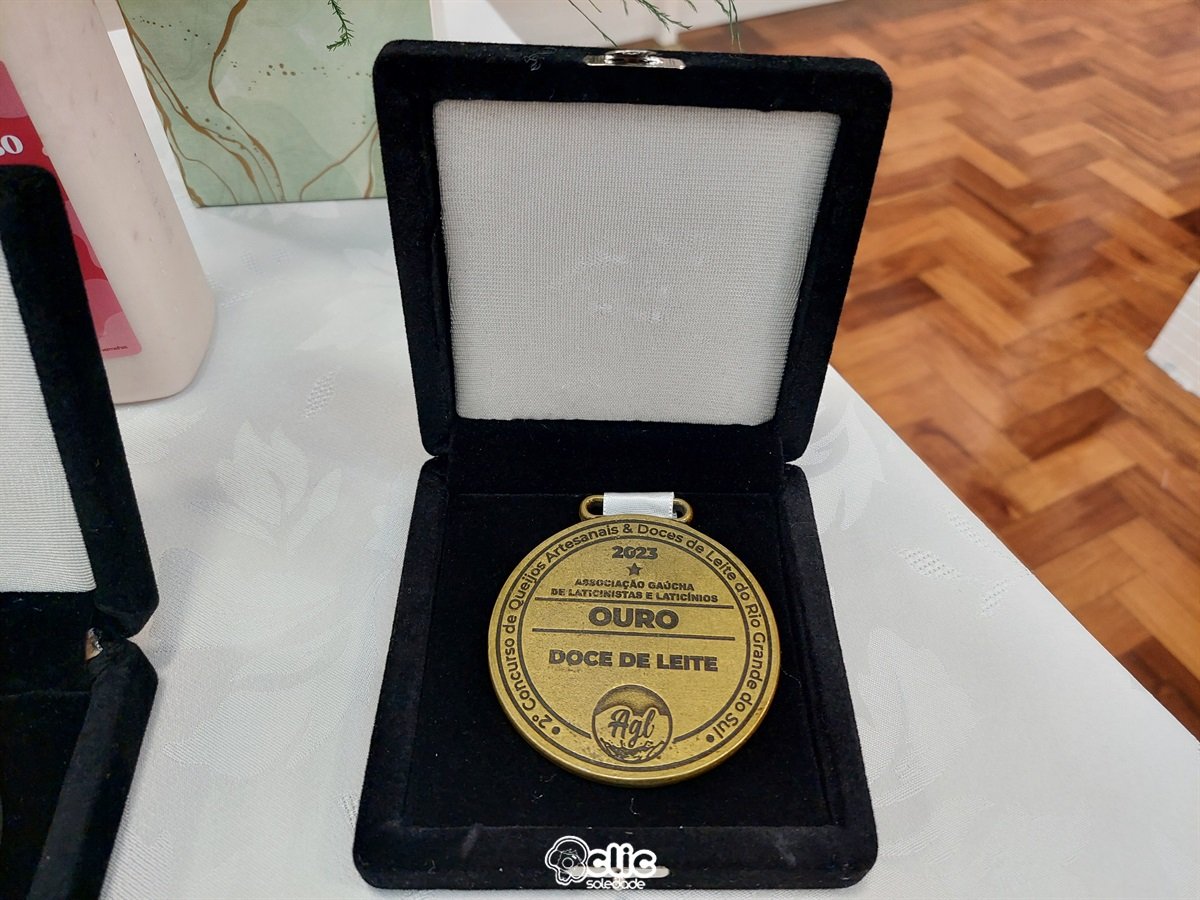 2º Concurso de Queijos Artesanais & Doces de Leite do Rio Grande do Sul
2023
ASSOCIAÇÃO GAÚCHA
DE LATICINISTAS E LATICÍNIOS
OURO
DOCE DE LEITE
Agl
clic
soledade